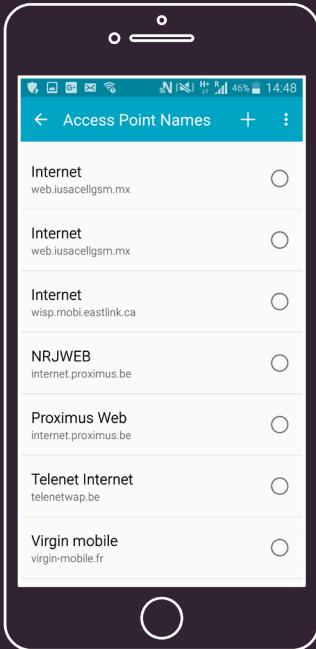 G+ H+ R 46% 14:48
Access Point Names
Internet
web.iusacellgsm.mx
Internet
web.iusacellgsm.mx
Internet
wisp.mobi.eastlink.ca
NRJWEB
internet.proximus.be
Proximus Web
internet.proximus.be
Telenet Internet
telenetwap.be
Virgin mobile
virgin-mobile.fr